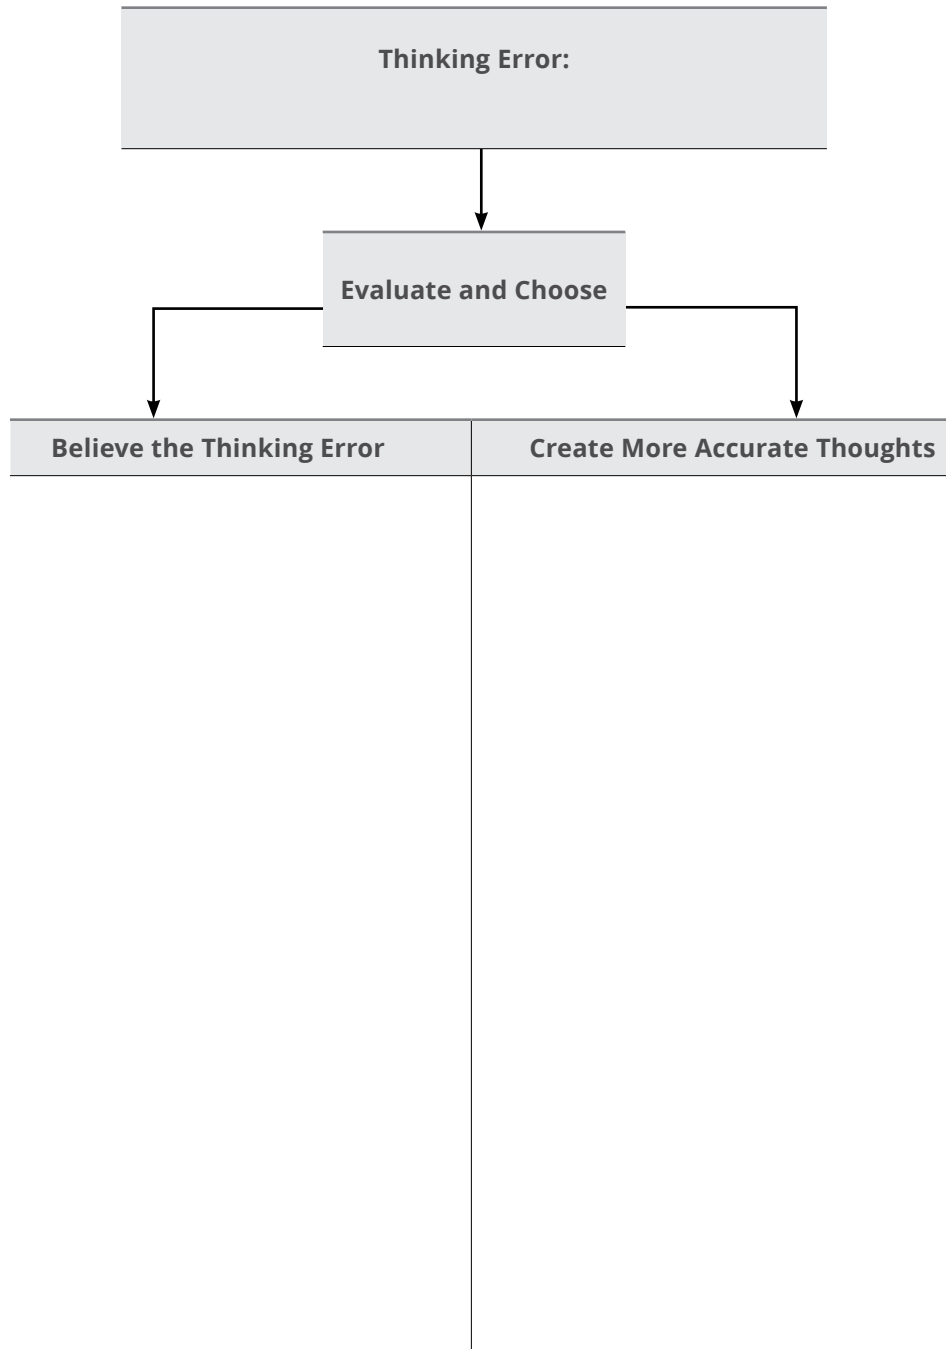 Thinking Error:
Evaluate and Choose
Believe the Thinking Error
Create More Accurate Thoughts